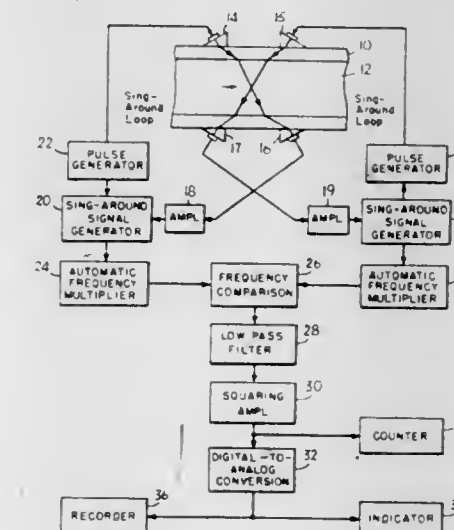 14
15
10
12
Sing-
Around
Loop
Sing-
Around
Loop
17
16
22
PULSE
GENERATOR
PULSE
GENERATOR
20
18
19
SING-AROUND
SIGNAL
GENERATOR
AMPL
AMPL
SING-AROUND
SIGNAL
GENERATOR
24
AUTOMATIC
FREQUENCY
MULTIPLIER
26
FREQUENCY
COMPARISON
AUTOMATIC
FREQUENCY
MULTIPLIER
28
LOW PASS
FILTER
30
SQUARING
AMPL
COUNTER
32
DIGITAL-TO-
ANALOG
CONVERSION
36
RECORDER
INDICATOR